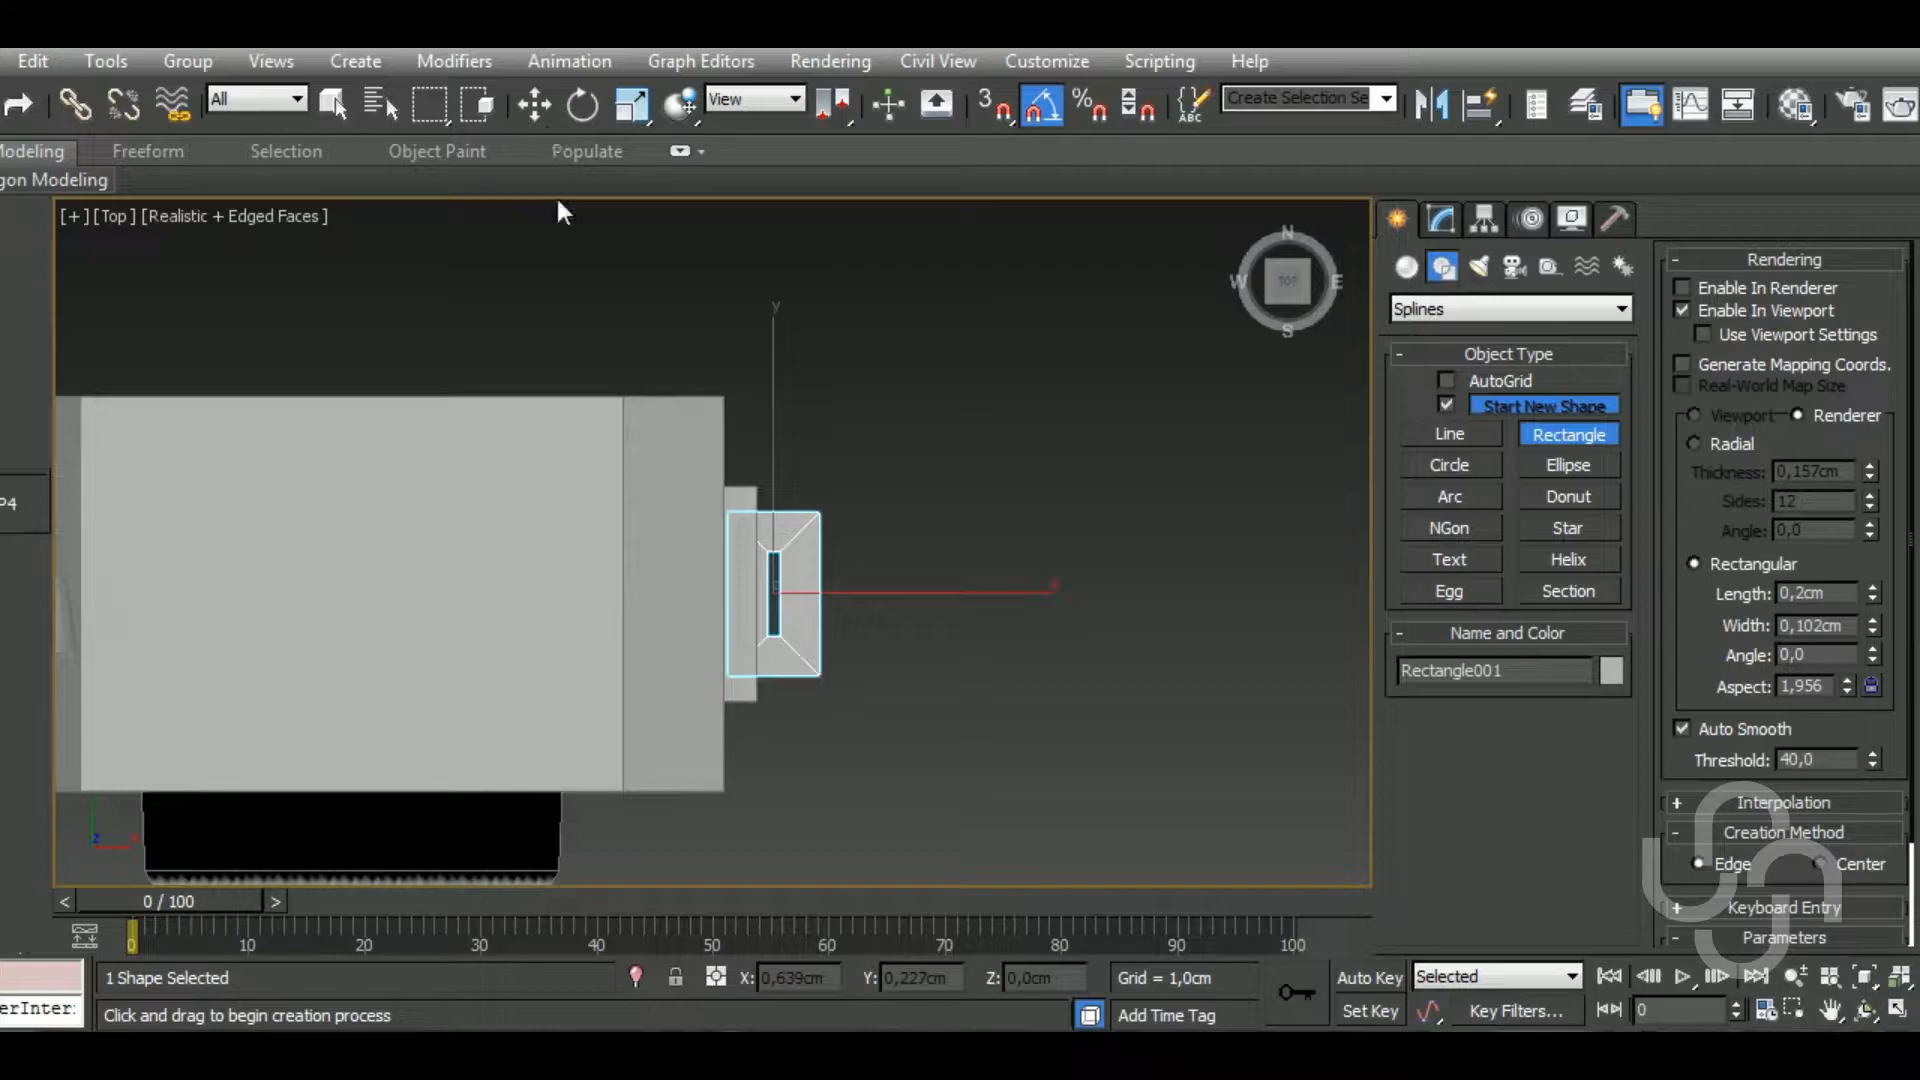 Edit Tools Group Views Create Modifiers Animation Graph Editors Rendering Civil View Customize Scripting Help
All View 3 % ABC Create Selection Se
Modeling Freeform Selection Object Paint Populate
gon Modeling
[ + ] [ Top ] [ Realistic + Edged Faces ]
N
W TOP E
S
y
P4
Splines
- Object Type
AutoGrid
Start New Shape
Line Rectangle
Circle Ellipse
Arc Donut
NGon Star
Text Helix
Egg Section
- Name and Color
Rectangle001
- Rendering
Enable In Renderer
Enable In Viewport
Use Viewport Settings
Generate Mapping Coords.
Real-World Map Size
Viewport Renderer
Radial
Thickness: 0,157cm
Sides: 12
Angle: 0,0
Rectangular
Length: 0,2cm
Width: 0,102cm
Angle: 0,0
Aspect: 1,956
Auto Smooth
Threshold: 40,0
+ Interpolation
- Creation Method
Edge Center
+ Keyboard Entry
- Parameters
z
< 0 / 100 >
0 10 20 30 40 50 60 70 80 90 100
1 Shape Selected X: 0,639cm Y: 0,227cm Z: 0,0cm Grid = 1,0cm Auto Key Selected
erInter: Click and drag to begin creation process Add Time Tag Set Key Key Filters... 0